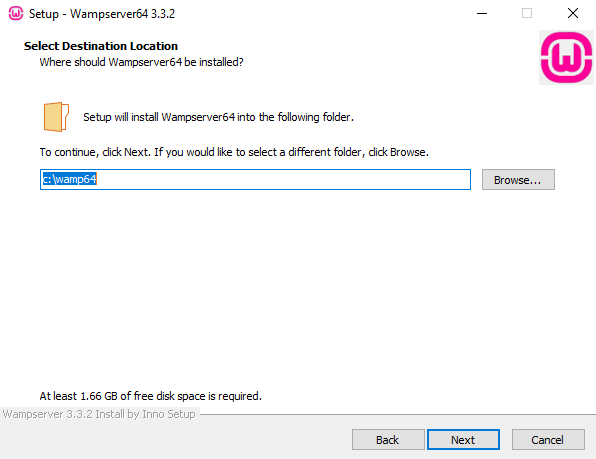 Setup - Wampserver64 3.3.2
Select Destination Location
Where should Wampserver64 be installed?
Setup will install Wampserver64 into the following folder.
To continue, click Next. If you would like to select a different folder, click Browse.
c:\wamp64
Browse...
At least 1.66 GB of free disk space is required.
Wampserver 3.3.2 Install by Inno Setup
Back
Next
Cancel